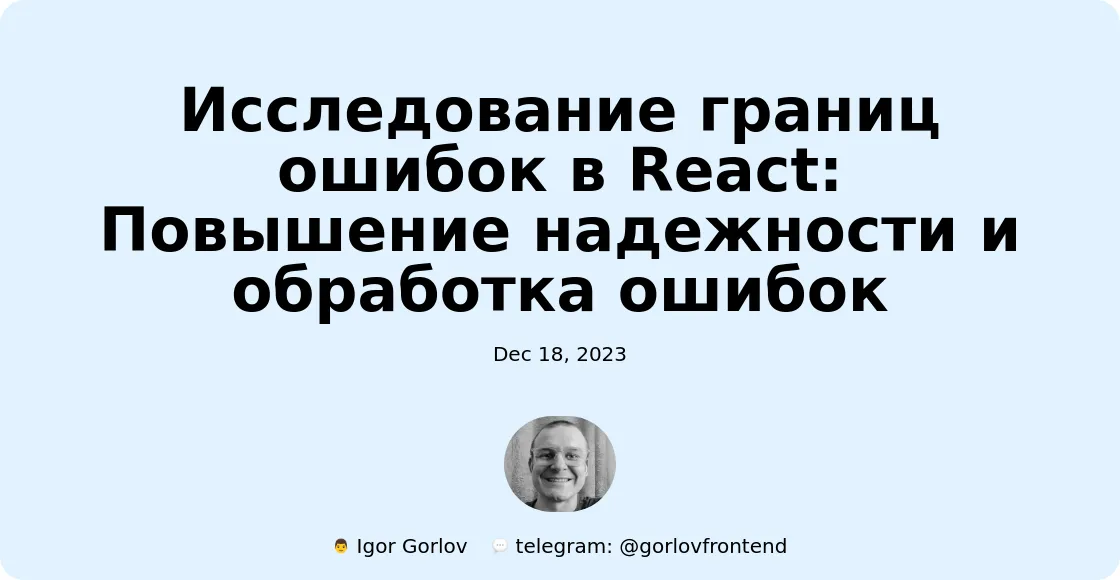 Исследование границ
ошибок в React:
Повышение надежности и
обработка ошибок
Dec 18, 2023
Igor Gorlov telegram: @gorlovfrontend